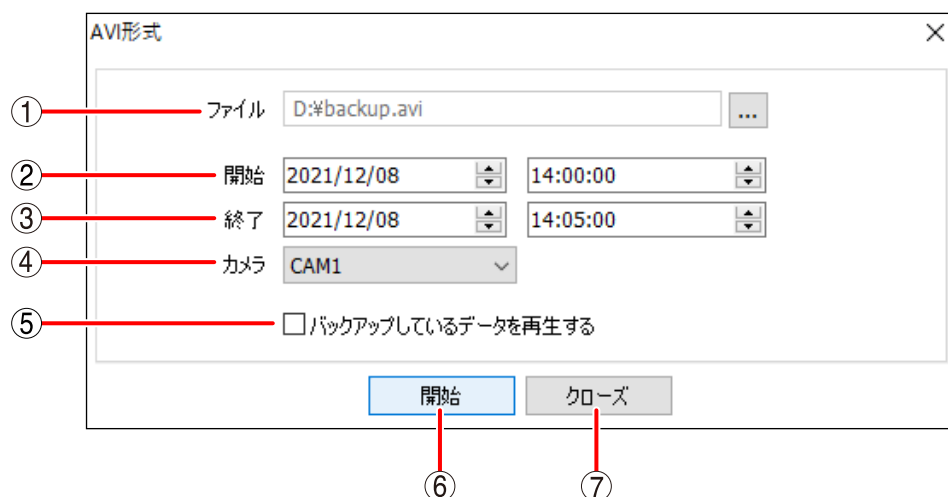 AVI形式
① ファイル D:¥backup.avi ...
② 開始 2021/12/08 14:00:00
③ 終了 2021/12/08 14:05:00
④ カメラ CAM1
⑤ バックアップしているデータを再生する
開始 クローズ
⑥ ⑦